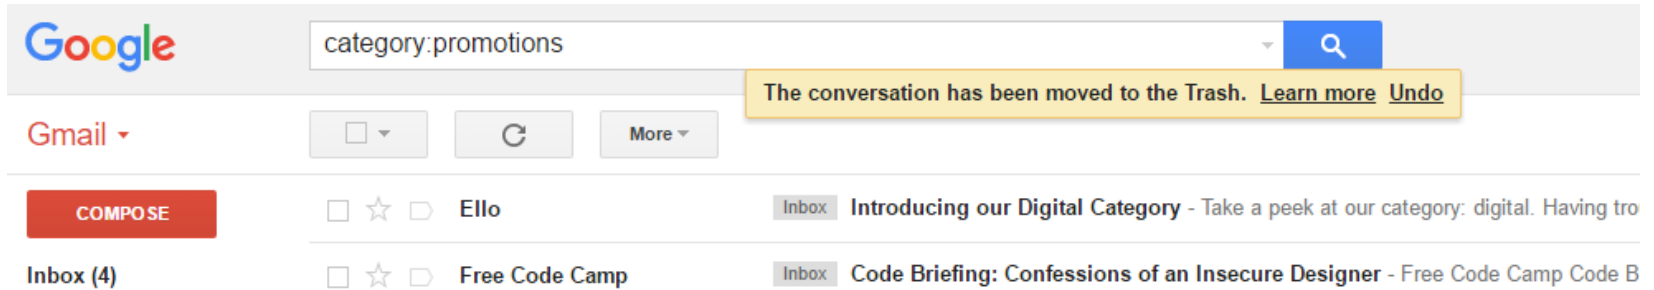 Google
category:promotions
The conversation has been moved to the Trash. Learn more Undo
Gmail
More
COMPOSE
Ello Inbox Introducing our Digital Category - Take a peek at our category: digital. Having
Inbox (4)
Free Code Camp Inbox Code Briefing: Confessions of an Insecure Designer - Free Code Camp Code